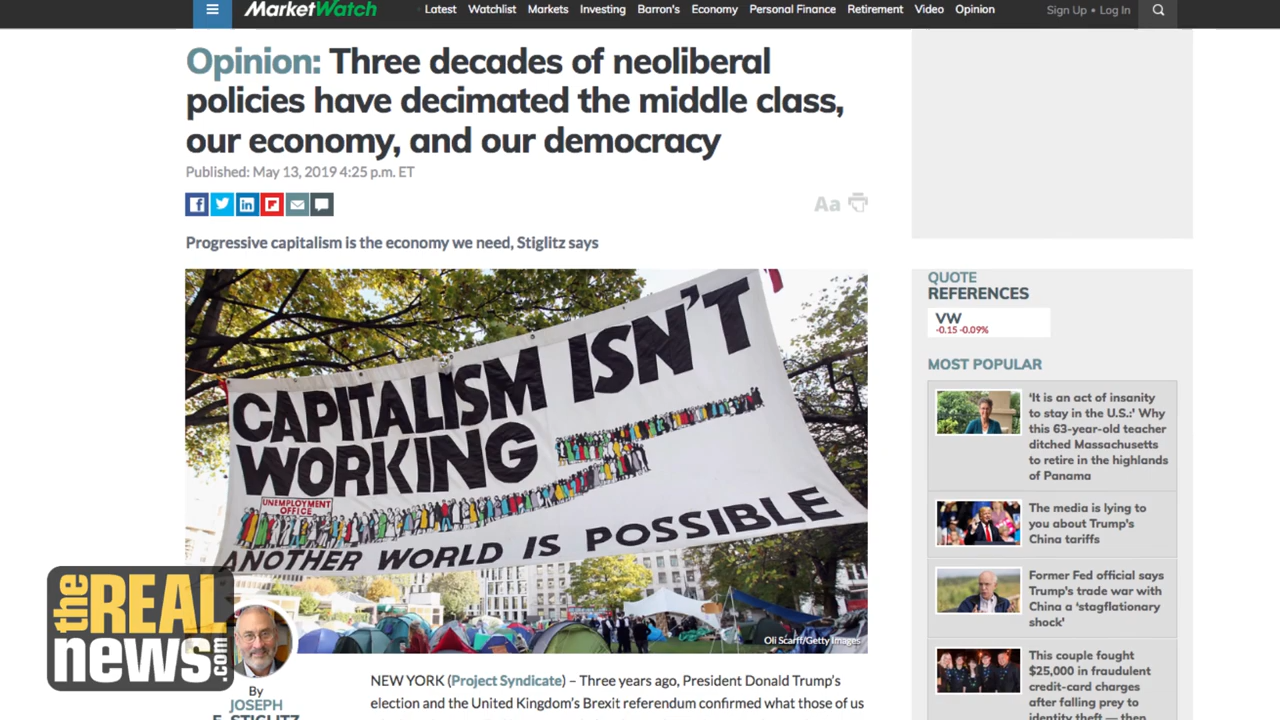 MarketWatch
Latest Watchlist Markets Investing Barron's Economy Personal Finance Retirement Video Opinion
Sign Up • Log In
Opinion: Three decades of neoliberal
policies have decimated the middle class,
our economy, and our democracy
Published: May 13, 2019 4:25 p.m. ET
Aa
Progressive capitalism is the economy we need, Stiglitz says
CAPITALISM ISN'T
WORKING
UNEMPLOYMENT
OFFICE
ANOTHER WORLD IS POSSIBLE
Oli Scarff/Getty Images
the REAL
news.com
By
JOSEPH
E. STIGLITZ
NEW YORK (Project Syndicate) – Three years ago, President Donald Trump's
election and the United Kingdom's Brexit referendum confirmed what those of us
QUOTE
REFERENCES
VW
-0.15 -0.09%
MOST POPULAR
‘It is an act of insanity
to stay in the U.S.:’ Why
this 63-year-old teacher
ditched Massachusetts
to retire in the highlands
of Panama
The media is lying to
you about Trump's
China tariffs
Former Fed official says
Trump's trade war with
China a ‘stagflationary
shock’
This couple fought
$25,000 in fraudulent
credit-card charges
after falling prey to
identity theft — then